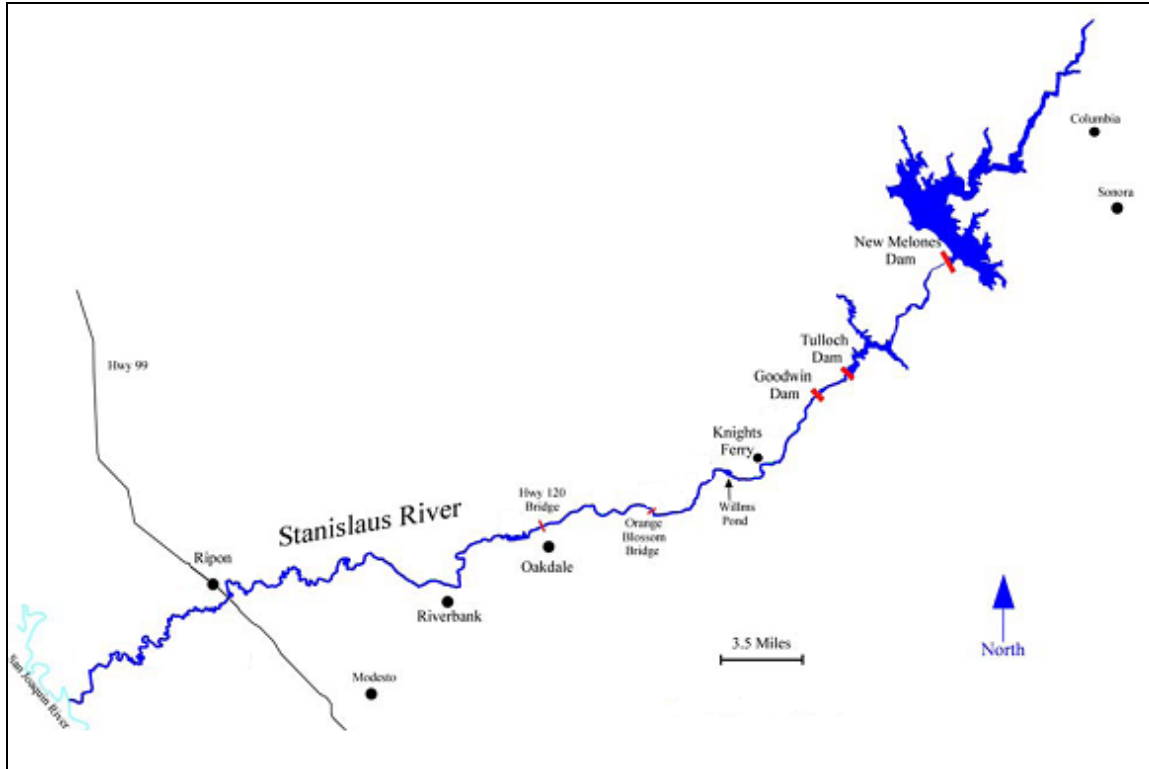 Columbia
Sonora
New Melones
Dam
Tulloch
Dam
Goodwin
Dam
Hwy 99
Knights
Ferry
Willms
Pond
Hwy 120
Bridge
Orange
Blossom
Bridge
Stanislaus River
Oakdale
Ripon
Riverbank
3.5 Miles
North
Modesto
San Joaquin River